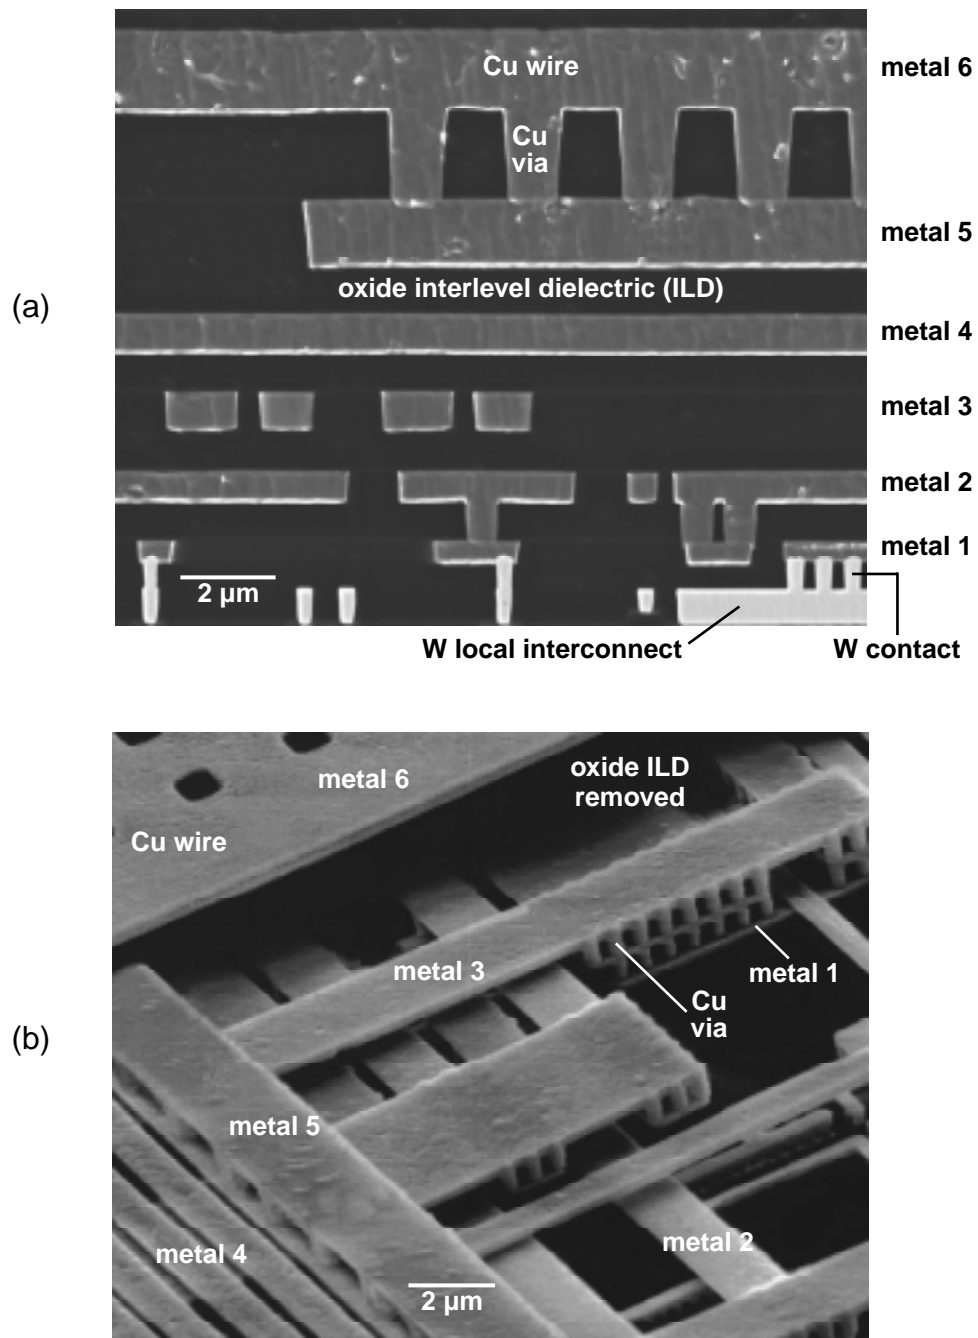 (a)
Cu wire
metal 6
Cu
via
metal 5
oxide interlevel dielectric (ILD)
metal 4
metal 3
metal 2
metal 1
2 μm
W local interconnect
W contact
(b)
metal 6
oxide ILD
removed
Cu wire
metal 3
metal 1
Cu
via
metal 5
metal 4
metal 2
2 μm